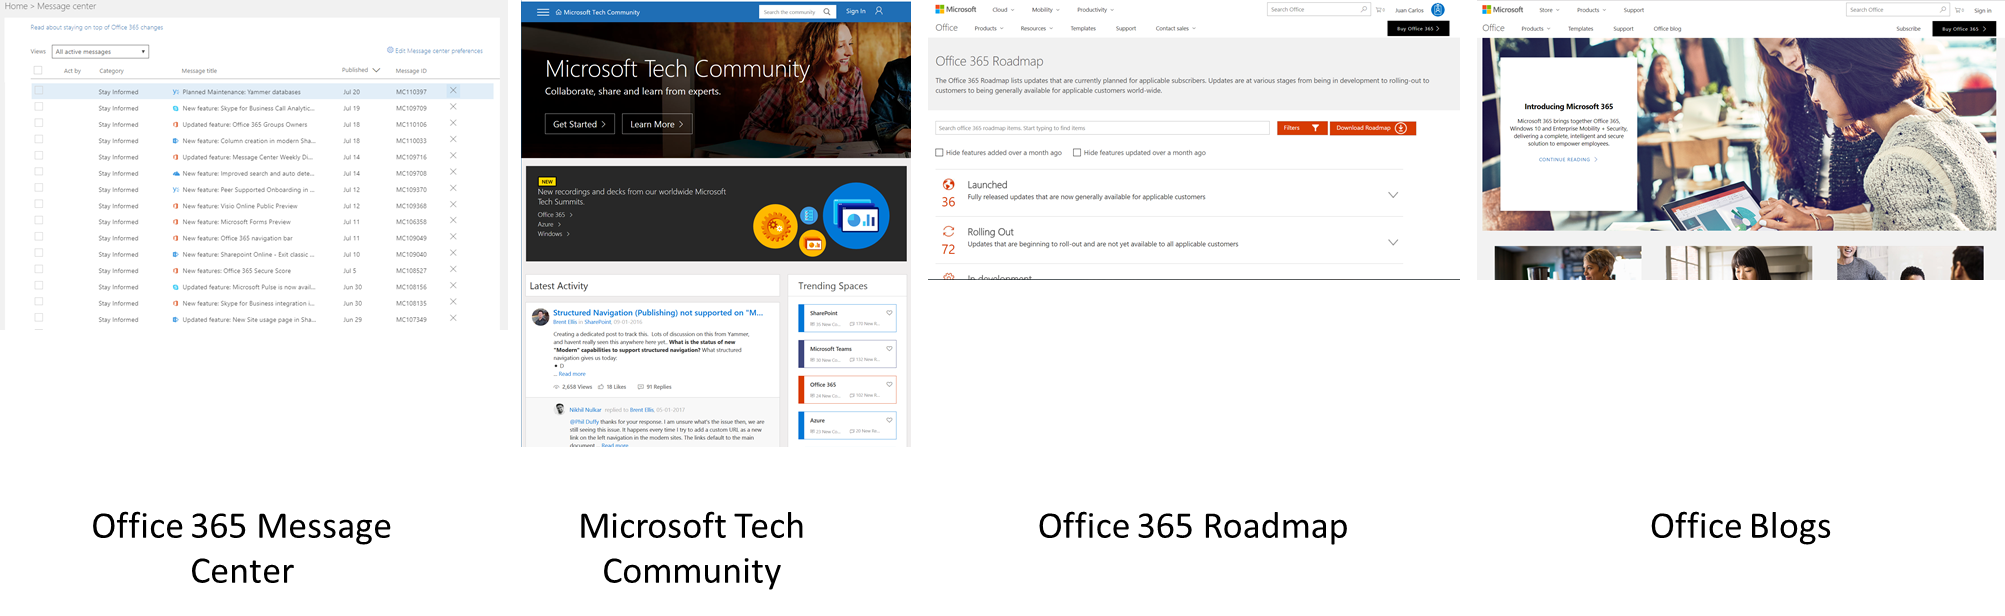 Home > Message center
Read about staying on top of Office 365 changes
Views
All active messages
Edit Message center preferences
Act by
Category
Message title
Published
Message ID
Stay Informed Planned Maintenance: Yammer databases Jul 20 MC110397
Stay Informed New feature: Skype for Business Call Analytic... Jul 19 MC109709
Stay Informed Updated feature: Office 365 Groups Owners Jul 18 MC110106
Stay Informed New feature: Column creation in modern Sha... Jul 18 MC110033
Stay Informed Updated feature: Message Center Weekly Di... Jul 14 MC109716
Stay Informed New feature: Improved search and auto dete... Jul 14 MC109708
Stay Informed New feature: Peer Supported Onboarding in ... Jul 12 MC109370
Stay Informed New feature: Visio Online Public Preview Jul 12 MC109368
Stay Informed New feature: Microsoft Forms Preview Jul 11 MC106358
Stay Informed New feature: Office 365 navigation bar Jul 11 MC109049
Stay Informed New feature: Sharepoint Online - Exit classic ... Jul 10 MC109040
Stay Informed New features: Office 365 Secure Score Jul 5 MC108527
Stay Informed Updated feature: Microsoft Pulse is now avail... Jun 30 MC108156
Stay Informed New feature: Skype for Business integration i... Jun 30 MC108135
Stay Informed Updated feature: New Site usage page in Sha... Jun 29 MC107349
Office 365 Message
Center
Microsoft Tech Community
Search the community
Sign In
Microsoft Tech Community
Collaborate, share and learn from experts.
Get Started >
Learn More >
NEW
New recordings and decks from our worldwide Microsoft
Tech Summits.
Office 365 >
Azure >
Windows >
Latest Activity
Structured Navigation (Publishing) not supported on "M...
Brent Ellis in SharePoint, 09-01-2016
Creating a dedicated post to track this. Lots of discussion on this from Yammer,
and havent really seen this anywhere here yet. What is the status of new
"Modern" capabilities to support structured navigation? What structured
navigation gives us today:
▪ D
... Read more
2,658 Views 18 Likes 91 Replies
Nikhil Nulkar replied to Brent Ellis, 05-01-2017
@Phil Duffy thanks for your response. I am unsure what's the issue then, we are
still seeing this issue. It happens every time I try to add a custom URL as a new
link on the left navigation in the modern sites. The links default to the main
document ... Read more
Trending Spaces
SharePoint
Microsoft Teams
Office 365
Azure
Microsoft Tech
Community
Microsoft
Cloud
Mobility
Productivity
Search Office
Juan Carlos
Office
Products
Resources
Templates
Support
Contact sales
Buy Office 365 >
Office 365 Roadmap
The Office 365 Roadmap lists updates that are currently planned for applicable subscribers. Updates are at various stages from being in development to rolling-out to
customers to being generally available for applicable customers world-wide.
Search office 365 roadmap items. Start typing to find items
Filters
Download Roadmap
Hide features added over a month ago
Hide features updated over a month ago
Launched
36
Fully released updates that are now generally available for applicable customers
Rolling Out
72
Updates that are beginning to roll-out and are not yet available to all applicable customers
In development
Office 365 Roadmap
Microsoft
Store
Products
Support
Search Office
Sign in
Office
Products
Templates
Support
Office blog
Subscribe
Buy Office 365 >
Introducing Microsoft 365
Microsoft 365 brings together Office 365,
Windows 10 and Enterprise Mobility + Security,
delivering a complete, intelligent and secure
solution to empower employees.
CONTINUE READING >
Office Blogs